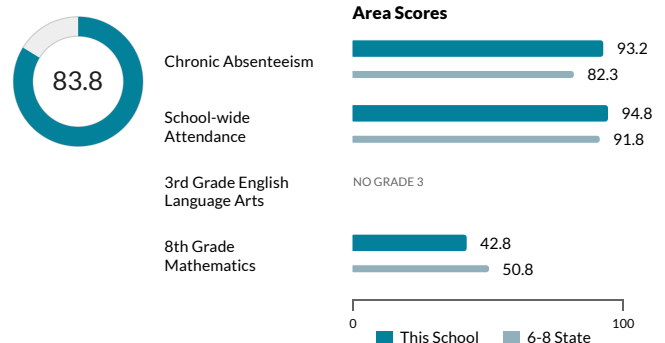 Area Scores
83.8
Chronic Absenteeism
93.2
82.3
School-wide
Attendance
94.8
91.8
3rd Grade English
Language Arts
NO GRADE 3
8th Grade
Mathematics
42.8
50.8
0
100
This School
6-8 State